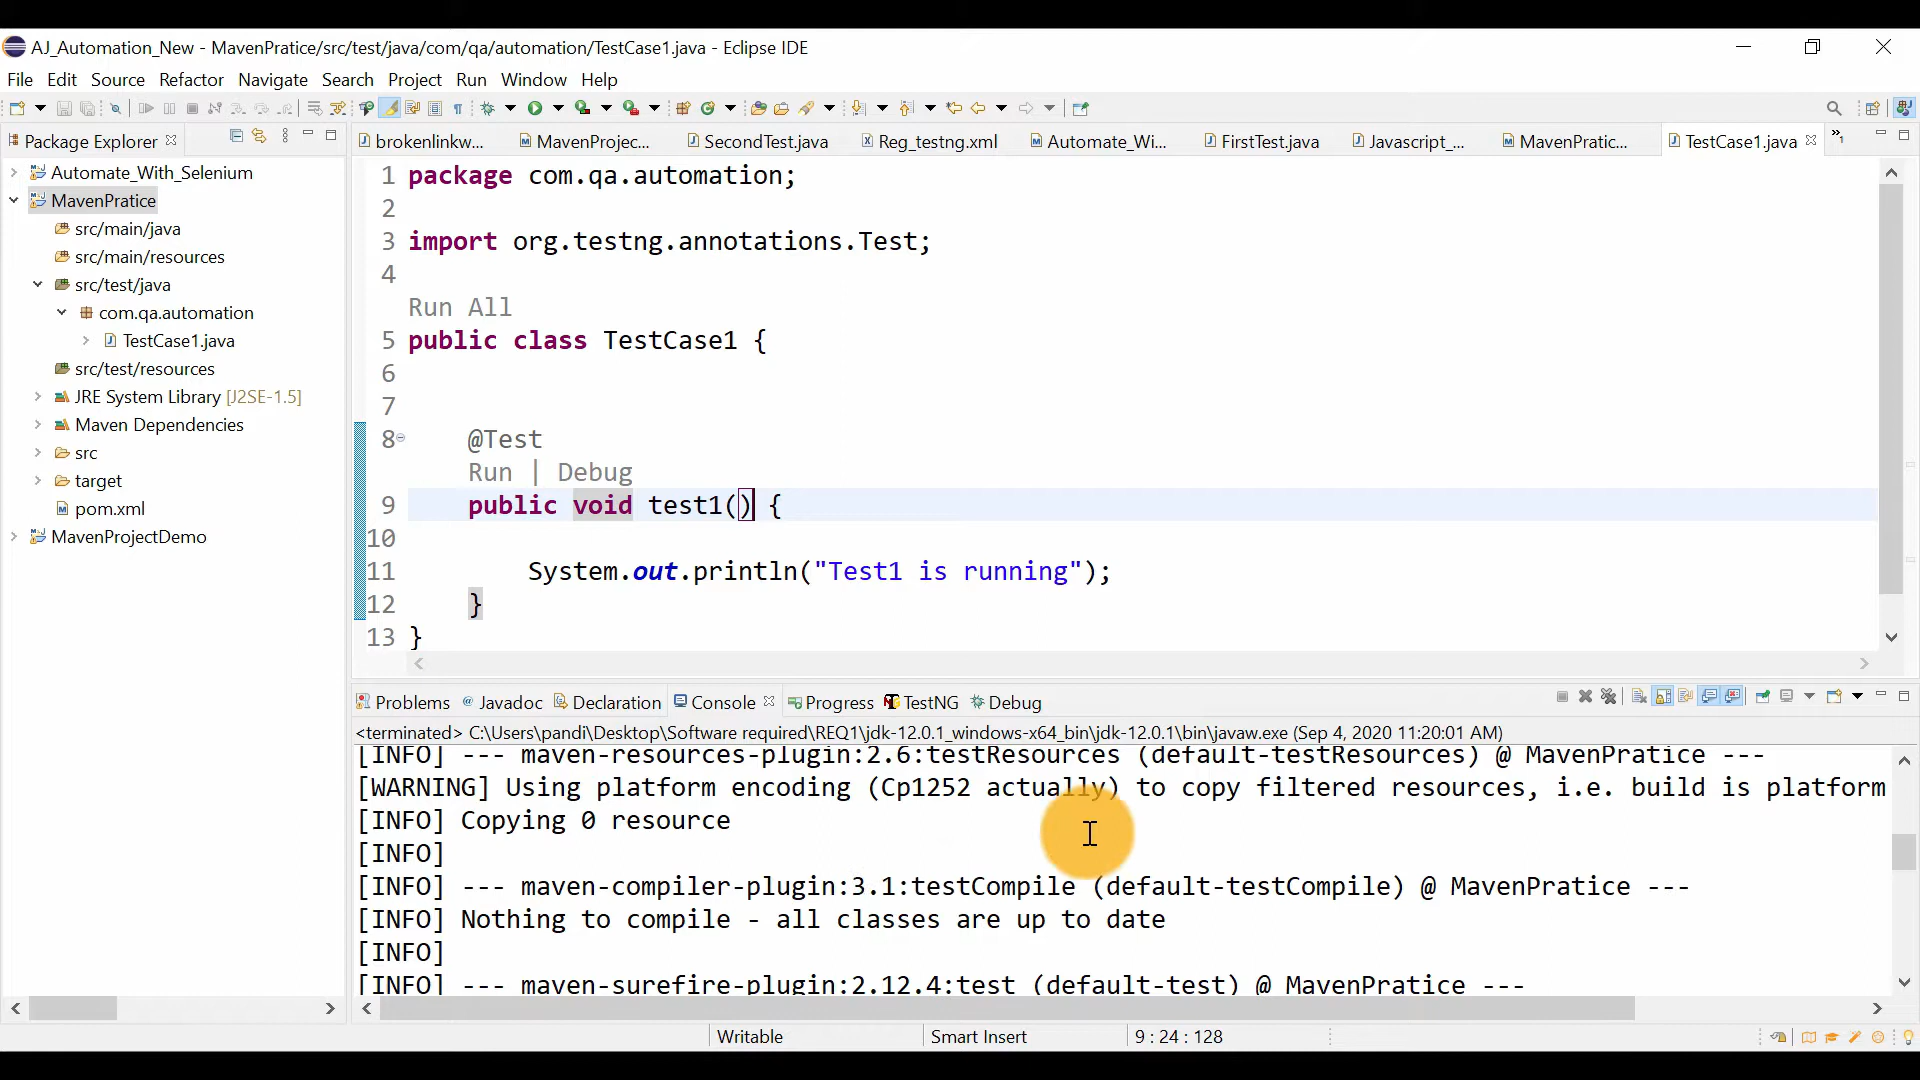 AJ_Automation_New - MavenPratice/src/test/java/com/qa/automation/TestCase1.java - Eclipse IDE
File Edit Source Refactor Navigate Search Project Run Window Help
Package Explorer
brokenlinkw... MavenProjec... SecondTest.java Reg_testng.xml Automate_Wi... FirstTest.java Javascript_... MavenPratic... TestCase1.java »1
Automate_With_Selenium
MavenPratice
src/main/java
src/main/resources
src/test/java
com.qa.automation
TestCase1.java
src/test/resources
JRE System Library [J2SE-1.5]
Maven Dependencies
src
target
pom.xml
MavenProjectDemo
1 package com.qa.automation;
2
3 import org.testng.annotations.Test;
4
Run All
5 public class TestCase1 {
6
7
8 @Test
Run | Debug
9 public void test1() {
10
11 System.out.println("Test1 is running");
12 }
13 }
Problems @ Javadoc Declaration Console Progress TestNG Debug
<terminated> C:\Users\pandi\Desktop\Software required\REQ1\jdk-12.0.1_windows-x64_bin\jdk-12.0.1\bin\javaw.exe (Sep 4, 2020 11:20:01 AM)
[INFO] --- maven-resources-plugin:2.6:testResources (default-testResources) @ MavenPratice ---
[WARNING] Using platform encoding (Cp1252 actually) to copy filtered resources, i.e. build is platform
[INFO] Copying 0 resource
[INFO]
[INFO] --- maven-compiler-plugin:3.1:testCompile (default-testCompile) @ MavenPratice ---
[INFO] Nothing to compile - all classes are up to date
[INFO]
[INFO] --- maven-surefire-plugin:2.12.4:test (default-test) @ MavenPratice ---
Writable Smart Insert 9 : 24 : 128